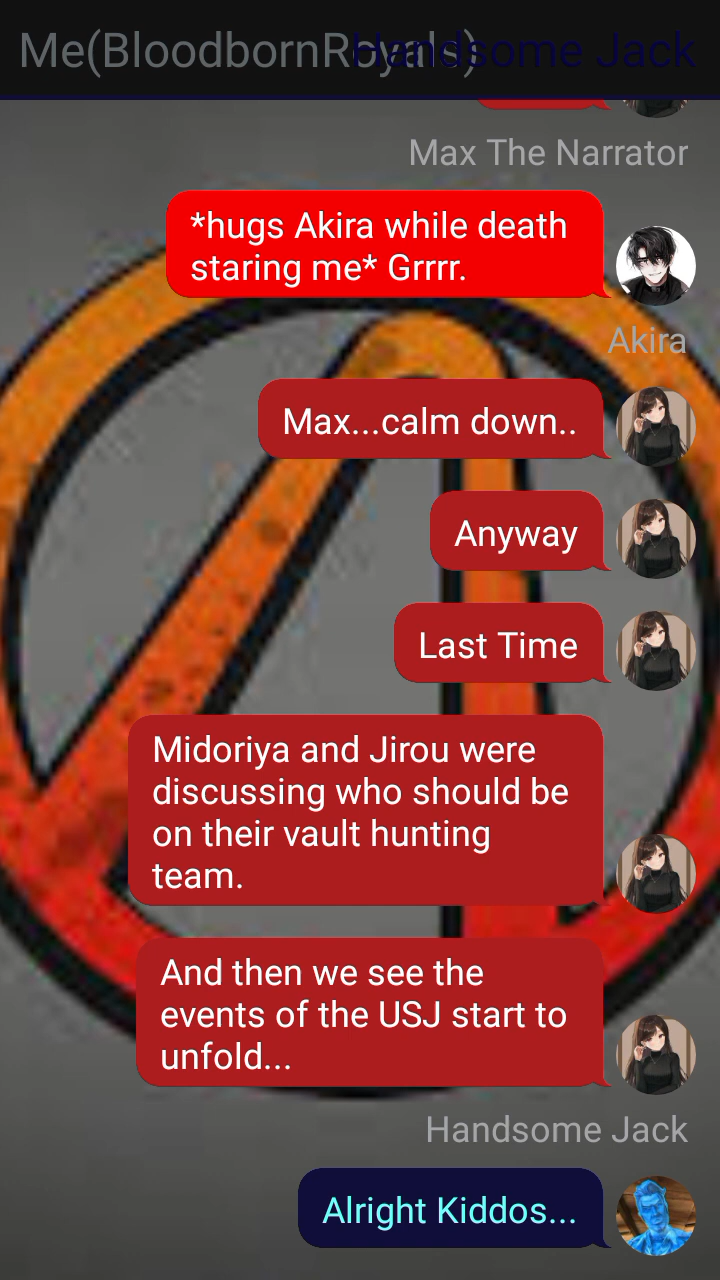 Me(BloodbornRoyals)
Handsome Jack
Max The Narrator
*hugs Akira while death
staring me* Grrrr.
Akira
Max...calm down..
Anyway
Last Time
Midoriya and Jirou were
discussing who should be
on their vault hunting
team.
And then we see the
events of the USJ start to
unfold...
Handsome Jack
Alright Kiddos...